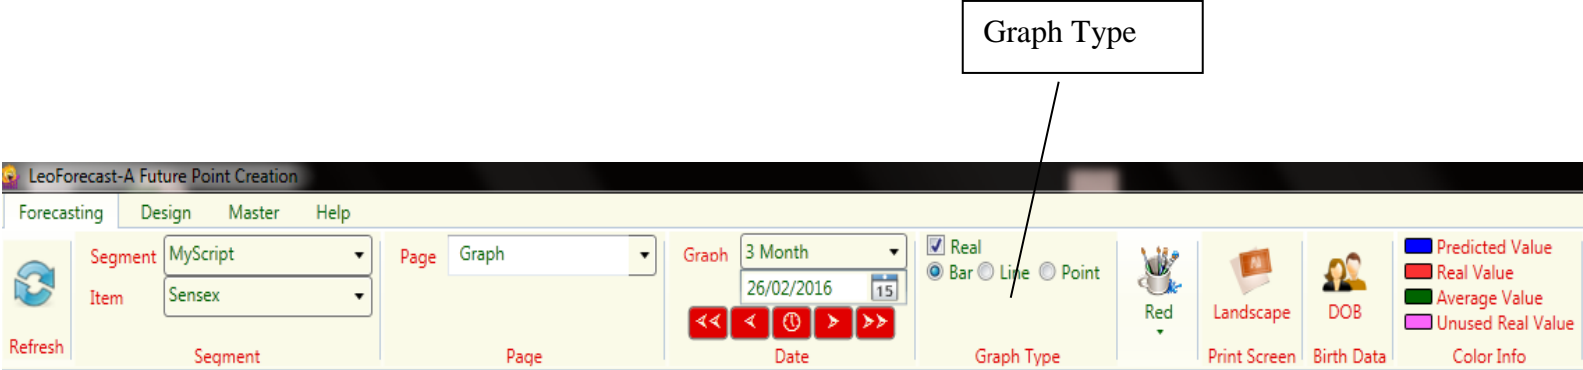 Graph Type
LeoForecast-A Future Point Creation
Forecasting Design Master Help
Segment MyScript
Item Sensex
Refresh
Segment
Page Graph
Page
Graph 3 Month
26/02/2016 15
Date
Real
Bar Line Point
Graph Type
Red
Landscape
Print Screen
DOB
Birth Data
Predicted Value
Real Value
Average Value
Unused Real Value
Color Info